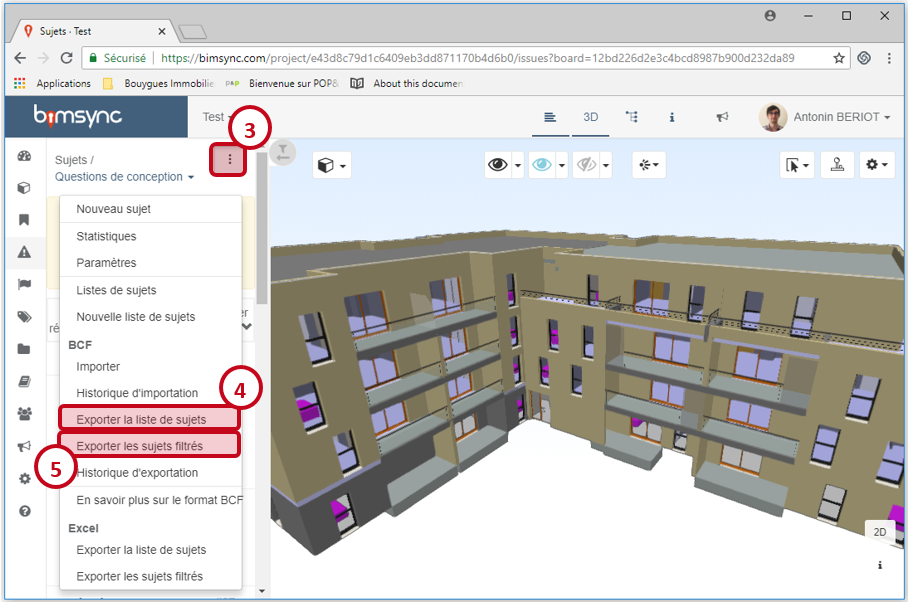 Sujets · Test
Sécurisé
https://bimsync.com/project/e43d8c79d1c6409eb3dd871170b4d6b0/issues?board=12bd226d2e3c4bcd8987b900d232da89
Applications
Bouygues Immobilie
POP
Bienvenue sur POP&
About this documen
bimsync
Test
3D
i
Antonin BERIOT
3
Sujets /
Questions de conception
Nouveau sujet
Statistiques
Paramètres
Listes de sujets
Nouvelle liste de sujets
er
ré
BCF
Importer
Historique d'importation
4
Exporter la liste de sujets
Exporter les sujets filtrés
5
Historique d'exportation
En savoir plus sur le format BCF
Excel
Exporter la liste de sujets
Exporter les sujets filtrés
2D
i